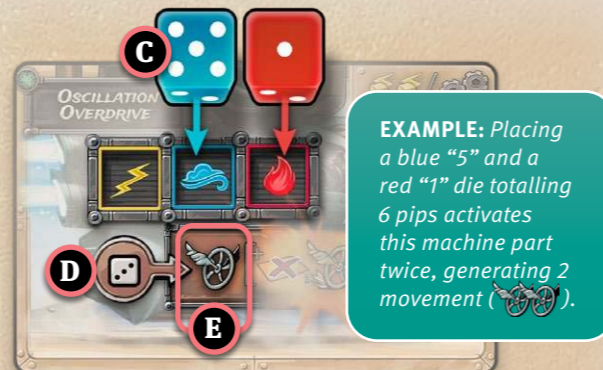 C
OSCILLATION
OVERDRIVE
EXAMPLE: Placing
a blue “5” and a
red “1” die totalling
6 pips activates
this machine part
twice, generating 2
movement ( ).
D
E